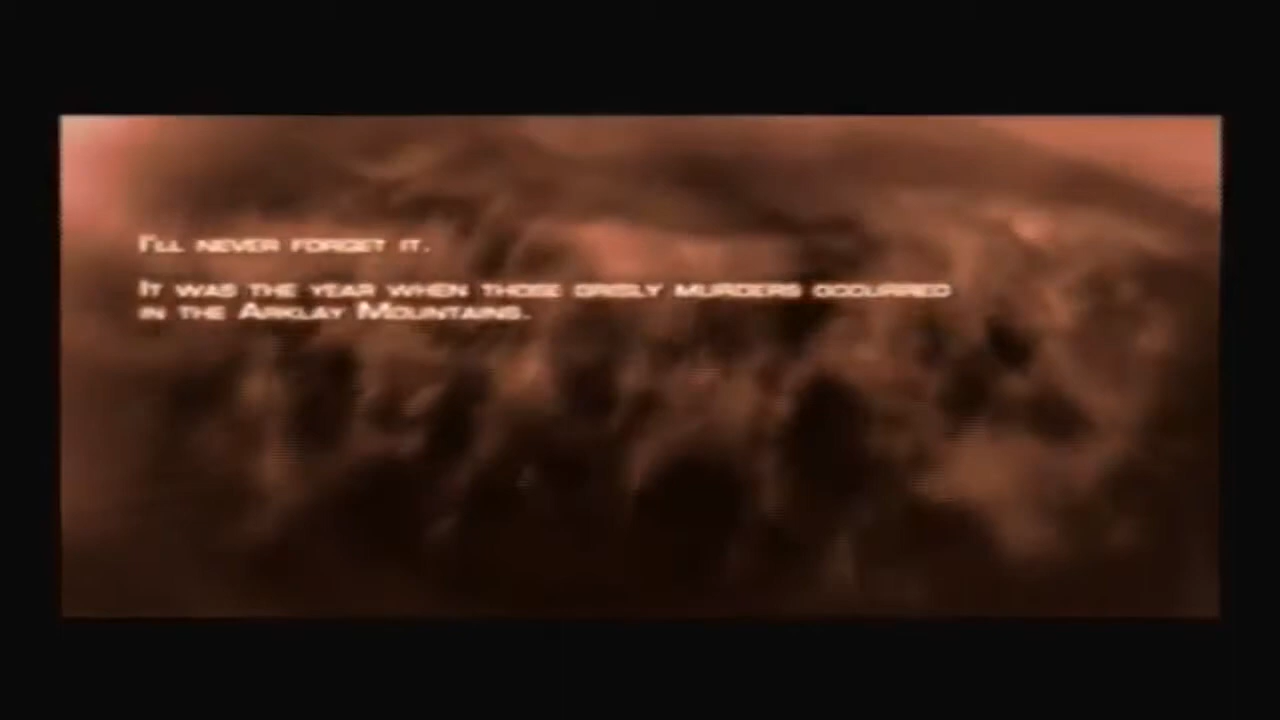 I'll never forget it.
It was the year when those grisly murders occurred
in the Arklay Mountains.